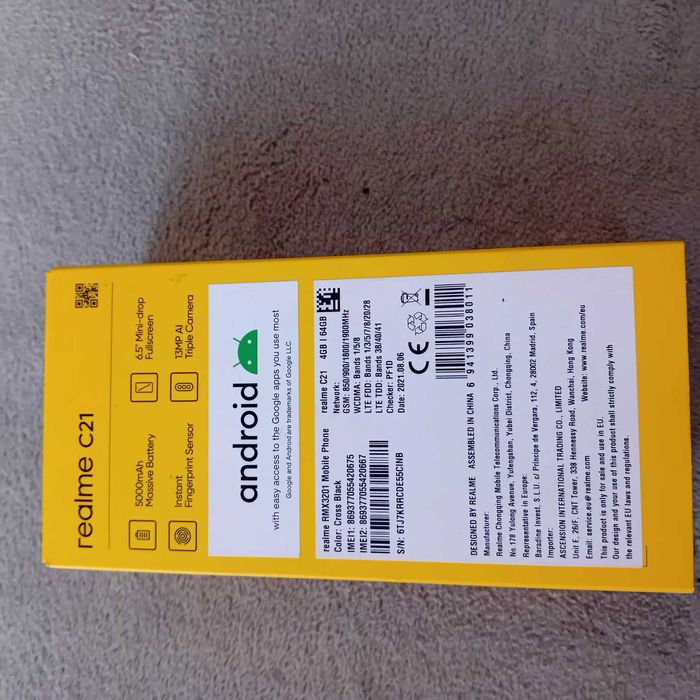 realme C21
5000mAh
Massive Battery
6.5" Mini-drop
Fullscreen
Instant
Fingerprint Sensor
13MP AI
Triple Camera
android
with easy access to the Google apps you use most
Google and Android are trademarks of Google LLC.
realme RMX3201 Mobile Phone
Color: Cross Black
IMEI1: 869377055420675
IMEI2: 869377055420667
S/N: 6TJ7KRRCDE55CINB
realme C21 4GB | 64GB
Network:
GSM: 850/900/1800/1900MHz
WCDMA: Bands 1/5/8
LTE FDD: Bands 1/3/5/7/8/20/28
LTE TDD: Bands 38/40/41
Checker: PF1D
Date: 2021.08.06
CE
6 941399 038011
DESIGNED BY REALME ASSEMBLED IN CHINA
Manufacturer:
Realme Chongqing Mobile Telecommunications Corp., Ltd.
No.178 Yulong Avenue, Yufengshan, Yubei District, Chongqing, China
Representative in Europe:
Baradine Invest, S.L.U. c/ Príncipe de Vergara, 112, 4, 28002 Madrid, Spain
Importer:
ASCENSION INTERNATIONAL TRADING CO., LIMITED
Unit E, 26/F, CNT Tower, 338 Hennessy Road, Wanchai, Hong Kong
Email: service.eu@realme.com Website: www.realme.com/eu
This product is only for sale and use in EU.
Our design and your use of this product shall strictly comply with
the relevant EU laws and regulations.